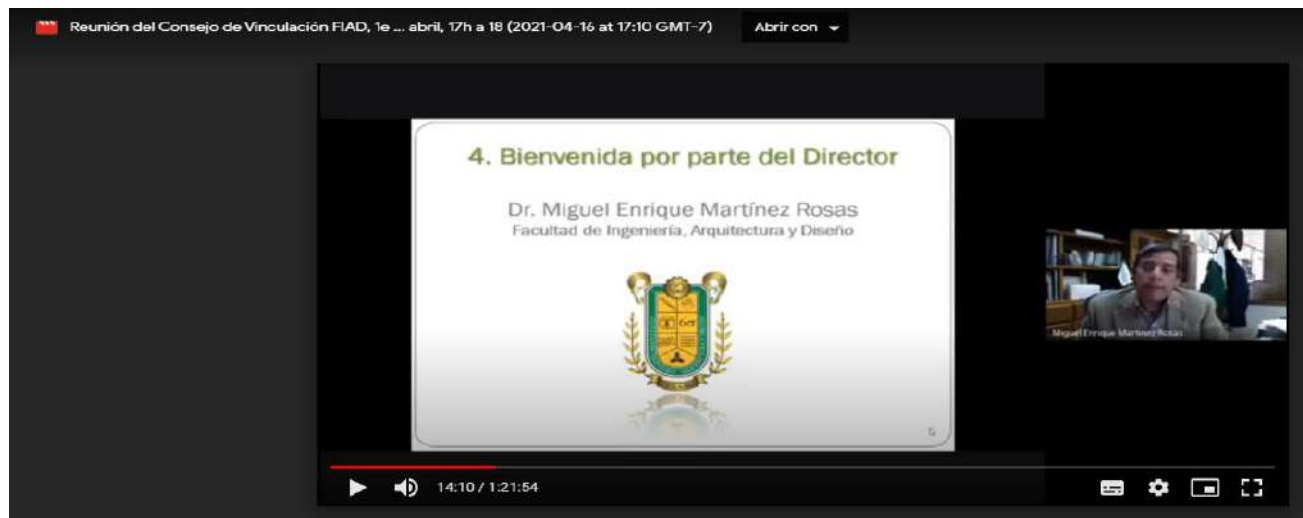 Reunión del Consejo de Vinculación FIAD, 1e ... abril, 17h a 18 (2021-04-16 at 17:10 GMT-7)
Abrir con
4. Bienvenida por parte del Director
Dr. Miguel Enrique Martínez Rosas
Facultad de Ingeniería, Arquitectura y Diseño
Miguel Enrique Martínez Rosas
14:10 / 1:21:54